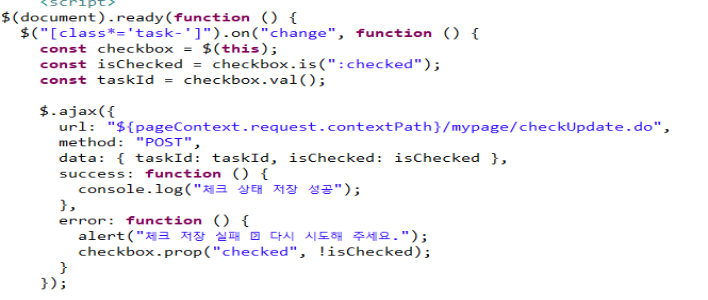 <script>
$(document).ready(function () {
  $("[class*='task-']").on("change", function () {
    const checkbox = $(this);
    const isChecked = checkbox.is(":checked");
    const taskId = checkbox.val();

    $.ajax({
      url: "${pageContext.request.contextPath}/mypage/checkUpdate.do",
      method: "POST",
      data: { taskId: taskId, isChecked: isChecked },
      success: function () {
        console.log("체크 상태 저장 성공");
      },
      error: function () {
        alert("체크 저장 실패 다시 시도해 주세요.");
        checkbox.prop("checked", !isChecked);
      }
    });